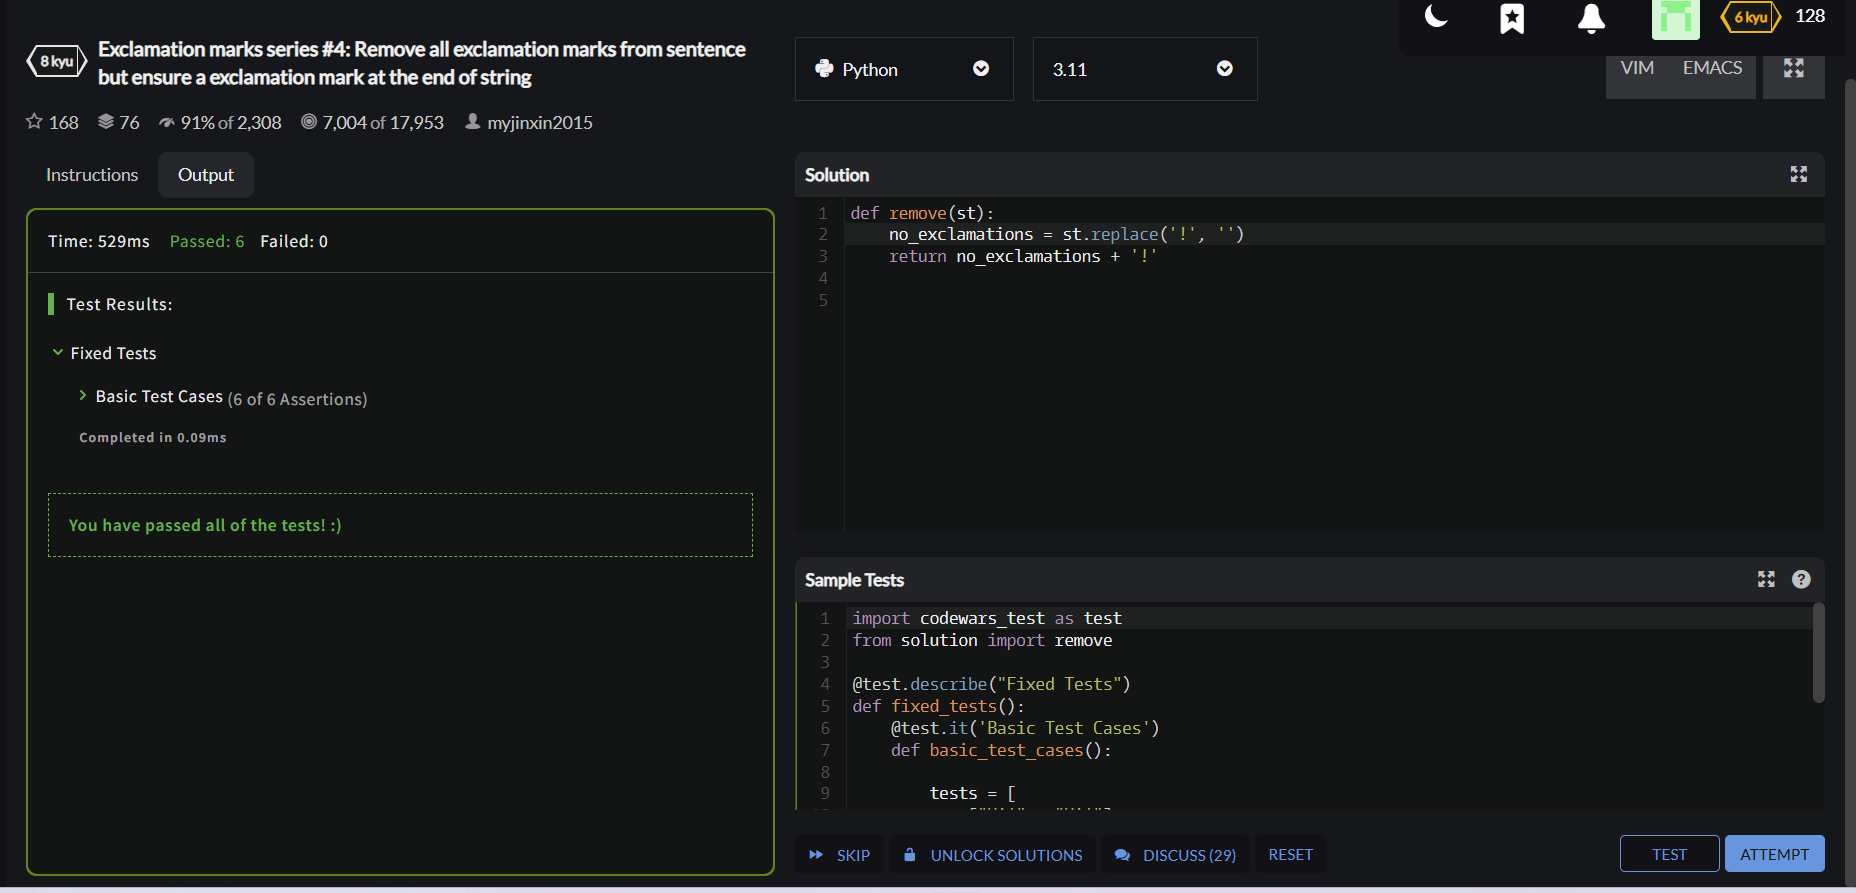 6 kyu 128
8 kyu
Exclamation marks series #4: Remove all exclamation marks from sentence
but ensure a exclamation mark at the end of string
168 76 91% of 2,308 7,004 of 17,953 myjinxin2015
Instructions Output
Time: 529ms Passed: 6 Failed: 0
Test Results:
Fixed Tests
Basic Test Cases (6 of 6 Assertions)
Completed in 0.09ms
You have passed all of the tests! :)
Python 3.11 VIM EMACS
Solution
1 def remove(st):
2 no_exclamations = st.replace('!', '')
3 return no_exclamations + '!'
4
5
Sample Tests
1 import codewars_test as test
2 from solution import remove
3
4 @test.describe("Fixed Tests")
5 def fixed_tests():
6 @test.it('Basic Test Cases')
7 def basic_test_cases():
8
9 tests = [
SKIP UNLOCK SOLUTIONS DISCUSS (29) RESET TEST ATTEMPT